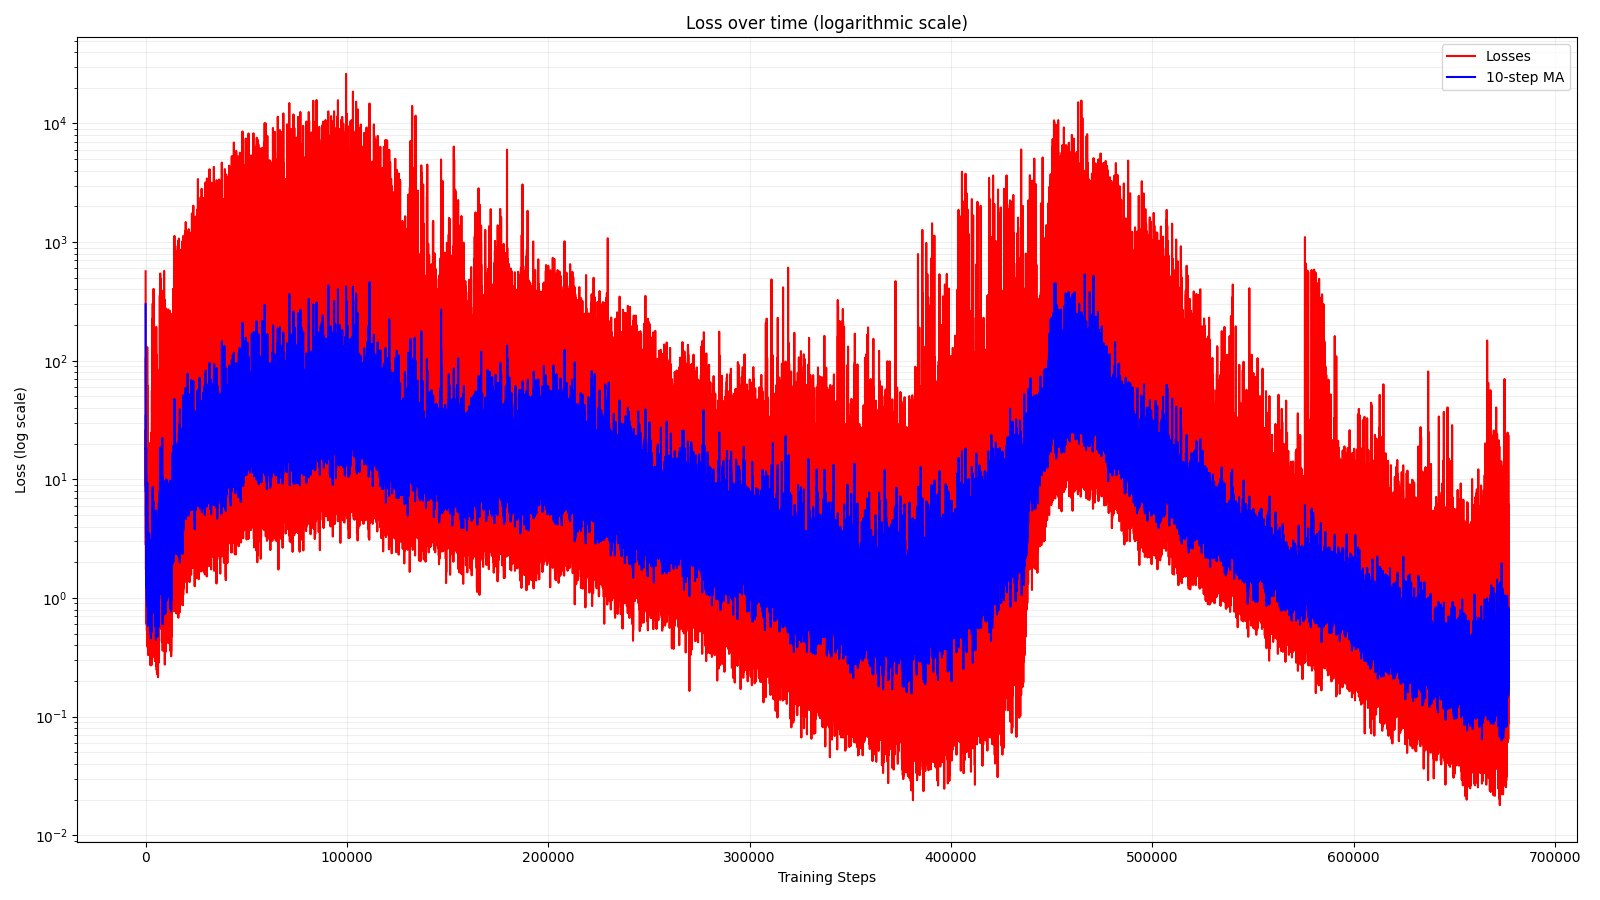 Loss over time (logarithmic scale)
Losses
10-step MA
Loss (log scale)
10⁴
10³
10²
10¹
10⁰
10⁻¹
10⁻²
0 100000 200000 300000 400000 500000 600000 700000
Training Steps